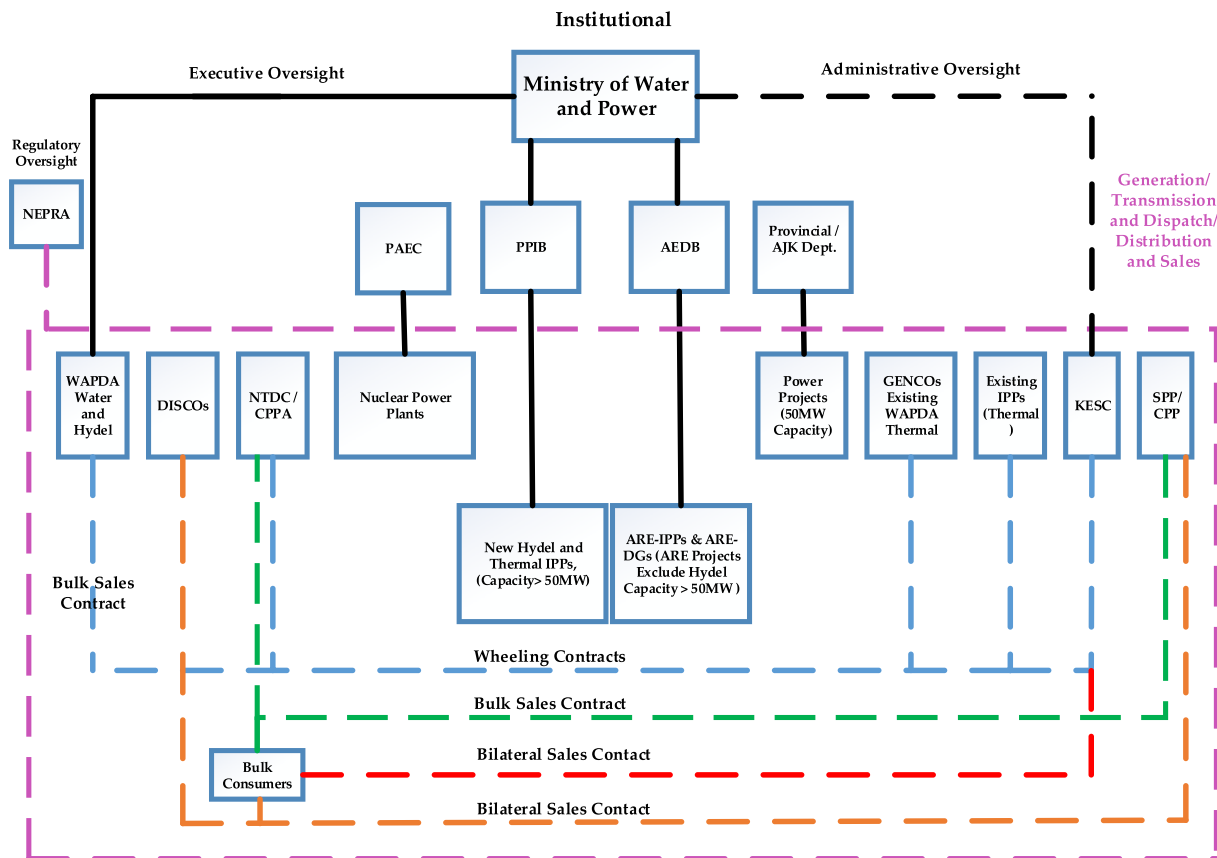 Institutional
Executive Oversight
Ministry of Water
and Power
Administrative Oversight
Regulatory
Oversight
NEPRA
PAEC
PPIB
AEDB
Provincial /
AJK Dept.
Generation/
Transmission
and Dispatch/
Distribution
and Sales
WAPDA
Water
and
Hydel
DISCOs
NTDC /
CPPA
Nuclear Power
Plants
Power
Projects
(50MW
Capacity)
GENCOs
Existing
WAPDA
Thermal
Existing
IPPs
(Thermal
)
KESC
SPP/
CPP
New Hydel and
Thermal IPPs,
(Capacity> 50MW)
ARE-IPPs & ARE-
DGs (ARE Projects
Exclude Hydel
Capacity > 50MW )
Bulk Sales
Contract
Wheeling Contracts
Bulk Sales Contract
Bilateral Sales Contact
Bulk
Consumers
Bilateral Sales Contact